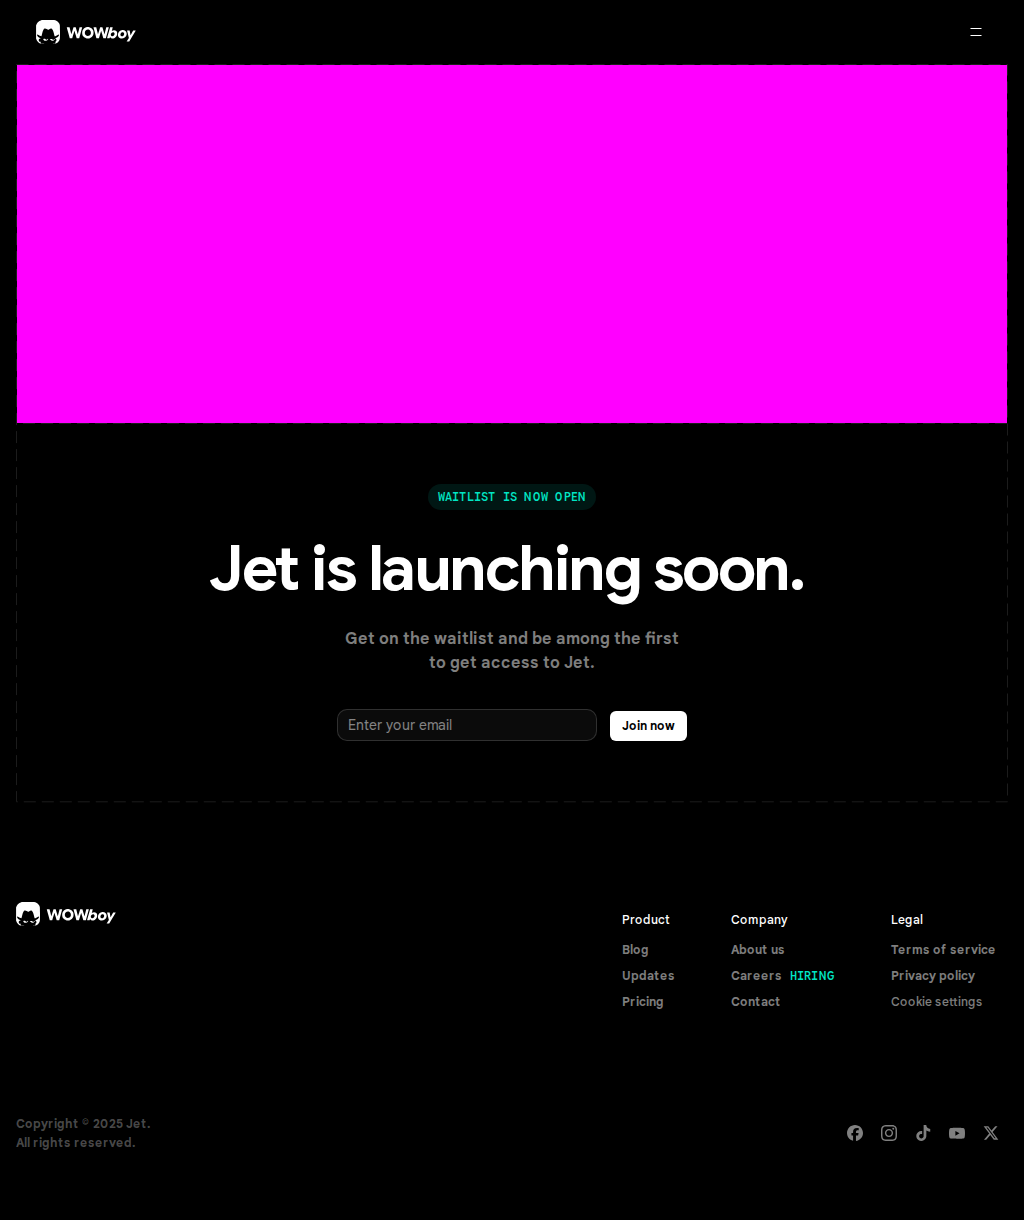 WOWboy
WAITLIST IS NOW OPEN
Jet is launching soon.
Get on the waitlist and be among the first
to get access to Jet.
Enter your email
Join now
WOWboy
Product
Blog
Updates
Pricing
Company
About us
Careers HIRING
Contact
Legal
Terms of service
Privacy policy
Cookie settings
Copyright © 2025 Jet.
All rights reserved.